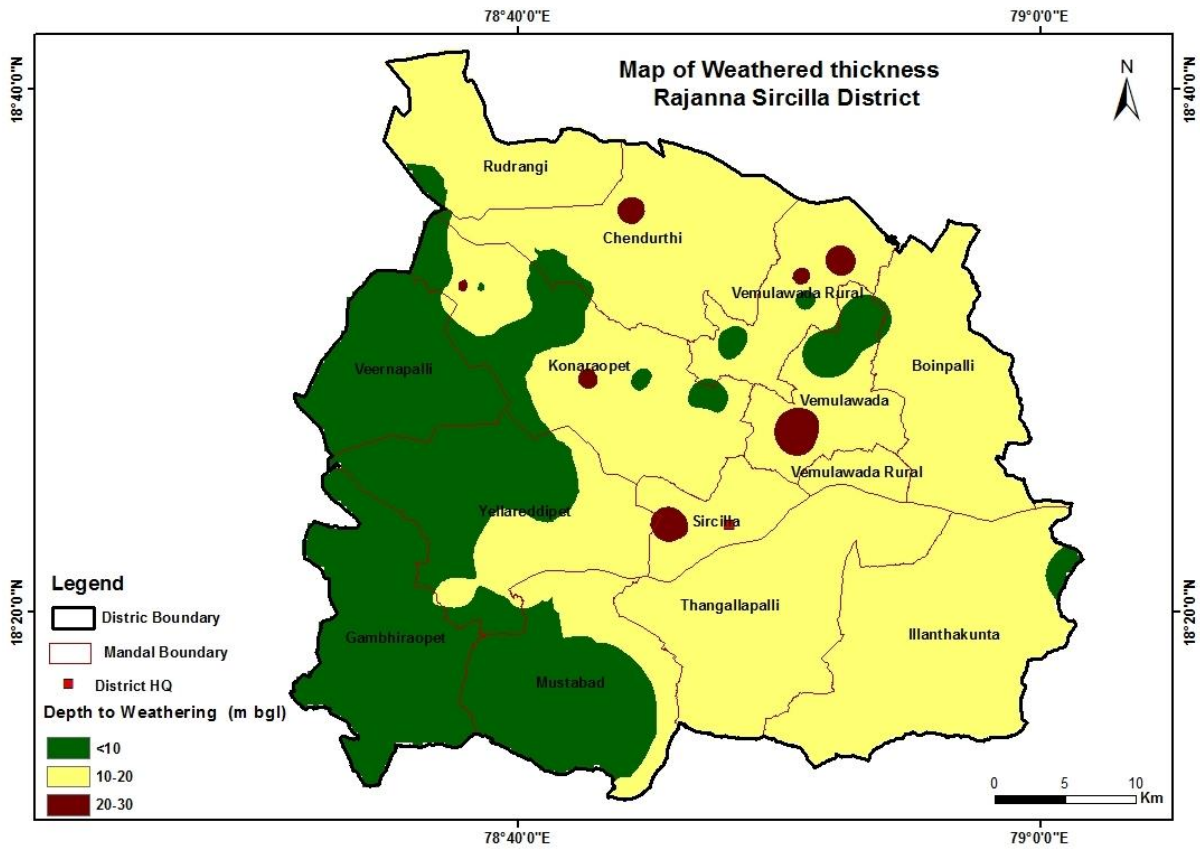 78°40'0"E
79°0'0"E
Map of Weathered thickness
Rajanna Sircilla District
N
18°40'0"N
18°40'0"N
Rudrangi
Chendurthi
Vemulawada Rural
Veernapalli
Konaraopet
Boinpalli
Vemulawada
Vemulawada Rural
Yellareddipet
Sircilla
Thangallapalli
Illanthakunta
Gambhiraopet
Mustabad
18°20'0"N
18°20'0"N
Legend
Distric Boundary
Mandal Boundary
District HQ
Depth to Weathering (m bgl)
<10
10-20
20-30
0 5 10
Km
78°40'0"E
79°0'0"E